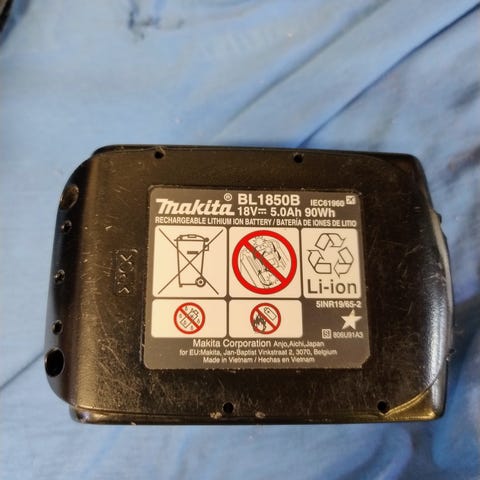 makita® BL1850B IEC61960
18V 5.0Ah 90Wh
RECHARGEABLE LITHIUM ION BATTERY / BATERÍA DE IONES DE LITIO
Li-ion
5INR19/65-2
S 806U91A3
Makita Corporation Anjo,Aichi,Japan
for EU:Makita, Jan-Baptist Vinkstraat 2, 3070, Belgium
Made in Vietnam / Hechas en Vietnam